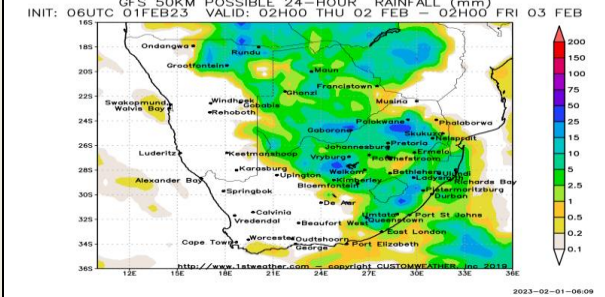 GFS 50KM POSSIBLE 24-HOUR RAINFALL (mm)
INIT: 06UTC 01FEB23 VALID: 02H00 THU 02 FEB – 02H00 FRI 03 FEB
16S
18S
20S
22S
24S
26S
28S
30S
32S
34S
36S
Ondangwa
Rundu
Grootfontein
Maun
Francistown
Ghanzi
Windhoek
Gobabis
Swakopmund
Walvis Bay
Rehoboth
Musina
Polokwane
Phalaborwa
Gaborone
Skukuza
Nelspruit
Pretoria
Johannesburg
Ermelo
Luderitz
Keetmanshoop
Vryburg
Potchefstroom
Karasburg
Upington
Welkom
Bethlehem
Ulundi
Ladysmith
Kimberley
Alexander Bay
Bloemfontein
Richards Bay
Springbok
Pietermaritzburg
Durban
De Aar
Calvinia
Umtata
Port St Johns
Vredendal
Beaufort West
Queenstown
East London
Cape Town
Worcester
Oudtshoorn
George
Port Elizabeth
http://www.1stweather.com – copyright CUSTOMWEATHER, Inc 2019
12E 15E 18E 21E 24E 27E 30E 33E 36E
200
150
100
75
50
25
15
10
5
2.5
1
0.5
0.2
0.1
2023-02-01-06:09